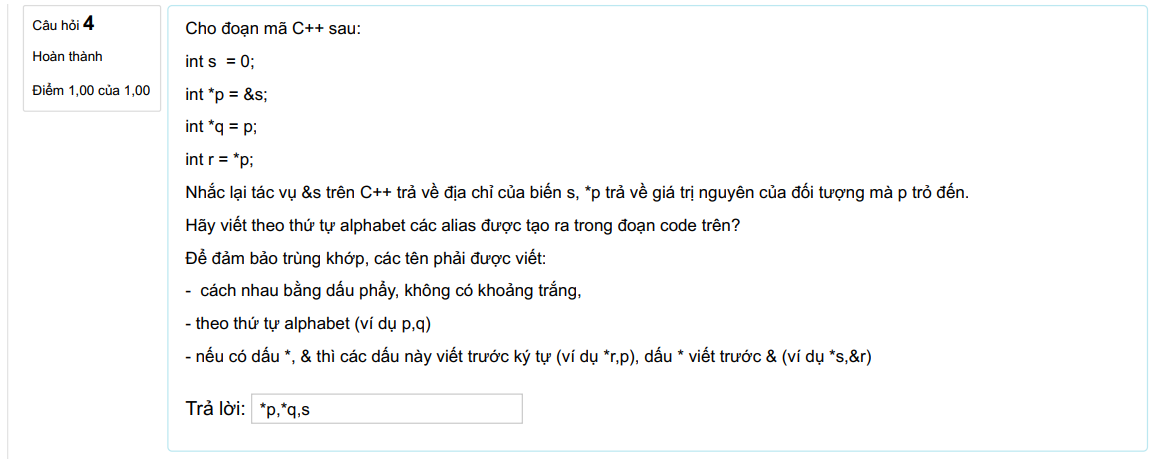 Câu hỏi 4
Hoàn thành
Điểm 1,00 của 1,00
Cho đoạn mã C++ sau:
int s  = 0;
int *p = &s;
int *q = p;
int r = *p;
Nhắc lại tác vụ &s trên C++ trả về địa chỉ của biến s, *p trả về giá trị nguyên của đối tượng mà p trỏ đến.
Hãy viết theo thứ tự alphabet các alias được tạo ra trong đoạn code trên?
Để đảm bảo trùng khớp, các tên phải được viết:
-  cách nhau bằng dấu phẩy, không có khoảng trắng,
- theo thứ tự alphabet (ví dụ p,q)
- nếu có dấu *, & thì các dấu này viết trước ký tự (ví dụ *r,p), dấu * viết trước & (ví dụ *s,&r)
Trả lời: *p,*q,s